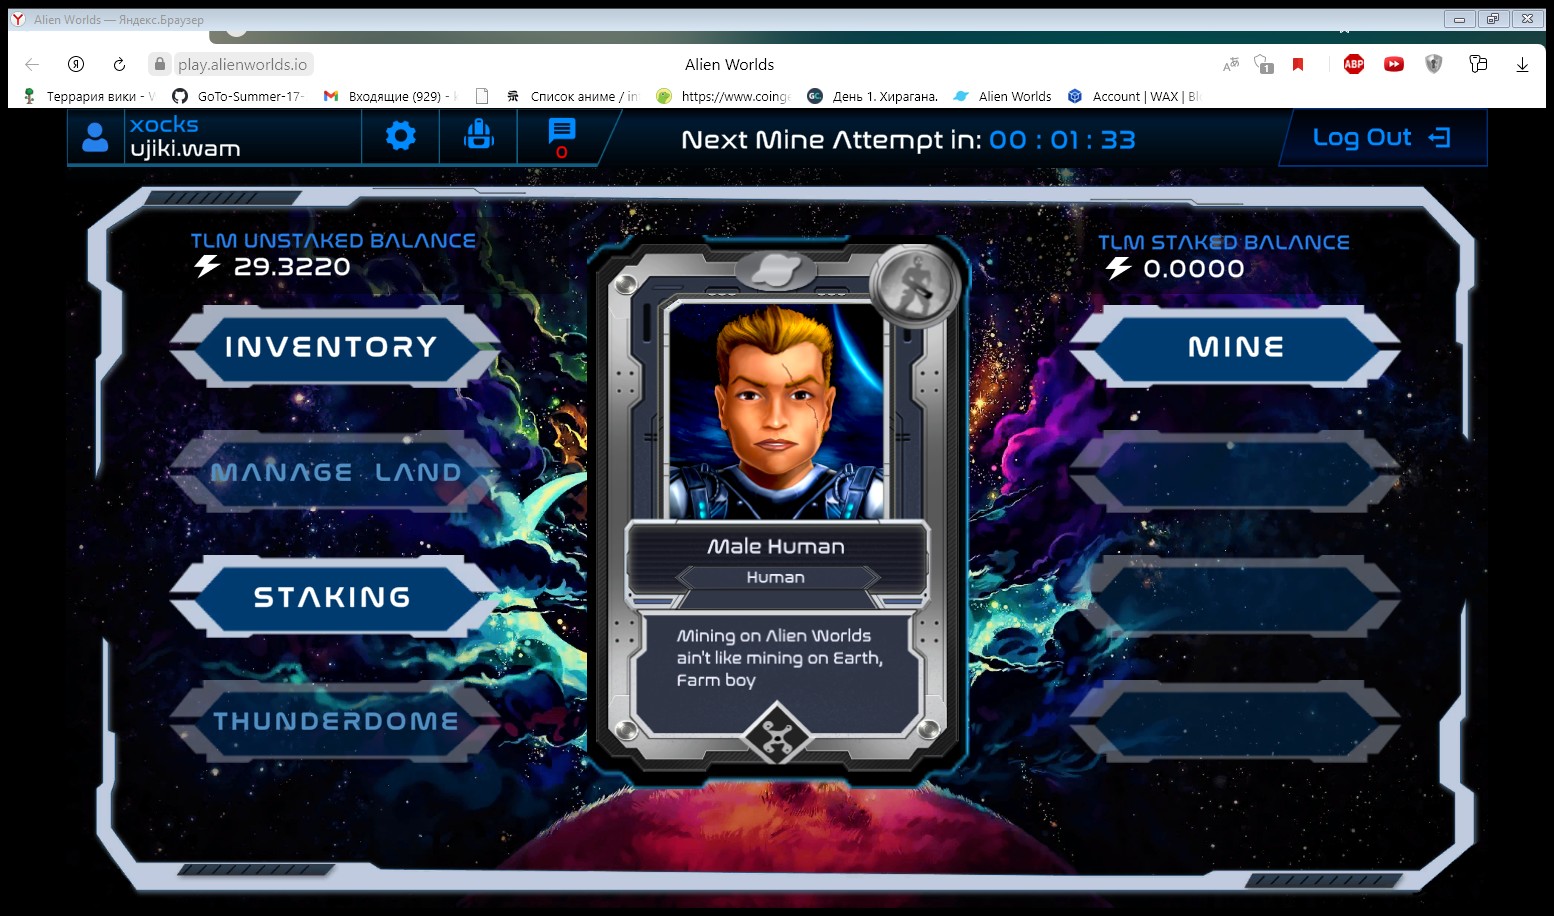 Alien Worlds — Яндекс.Браузер
play.alienworlds.io
Alien Worlds
1
ABP
Террария вики -
GoTo-Summer-17-
Входящие (929) -
Список аниме /
https://www.coing
GC
День 1. Хирагана.
Alien Worlds
Account | WAX |
xocks
ujiki.wam
0
Next Mine Attempt in: 00 : 01 : 33
Log Out
TLM UNSTAKED BALANCE
29.3220
TLM STAKED BALANCE
0.0000
INVENTORY
MANAGE LAND
STAKING
THUNDERDOME
Male Human
Human
Mining on Alien Worlds
ain't like mining on Earth,
Farm boy
MINE